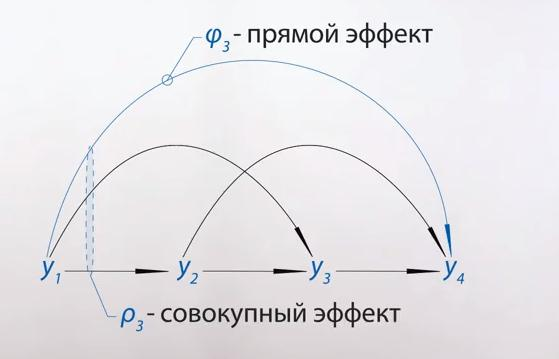 φ₃ - прямой эффект
y₁ y₂ y₃ y₄
ρ₃ - совокупный эффект